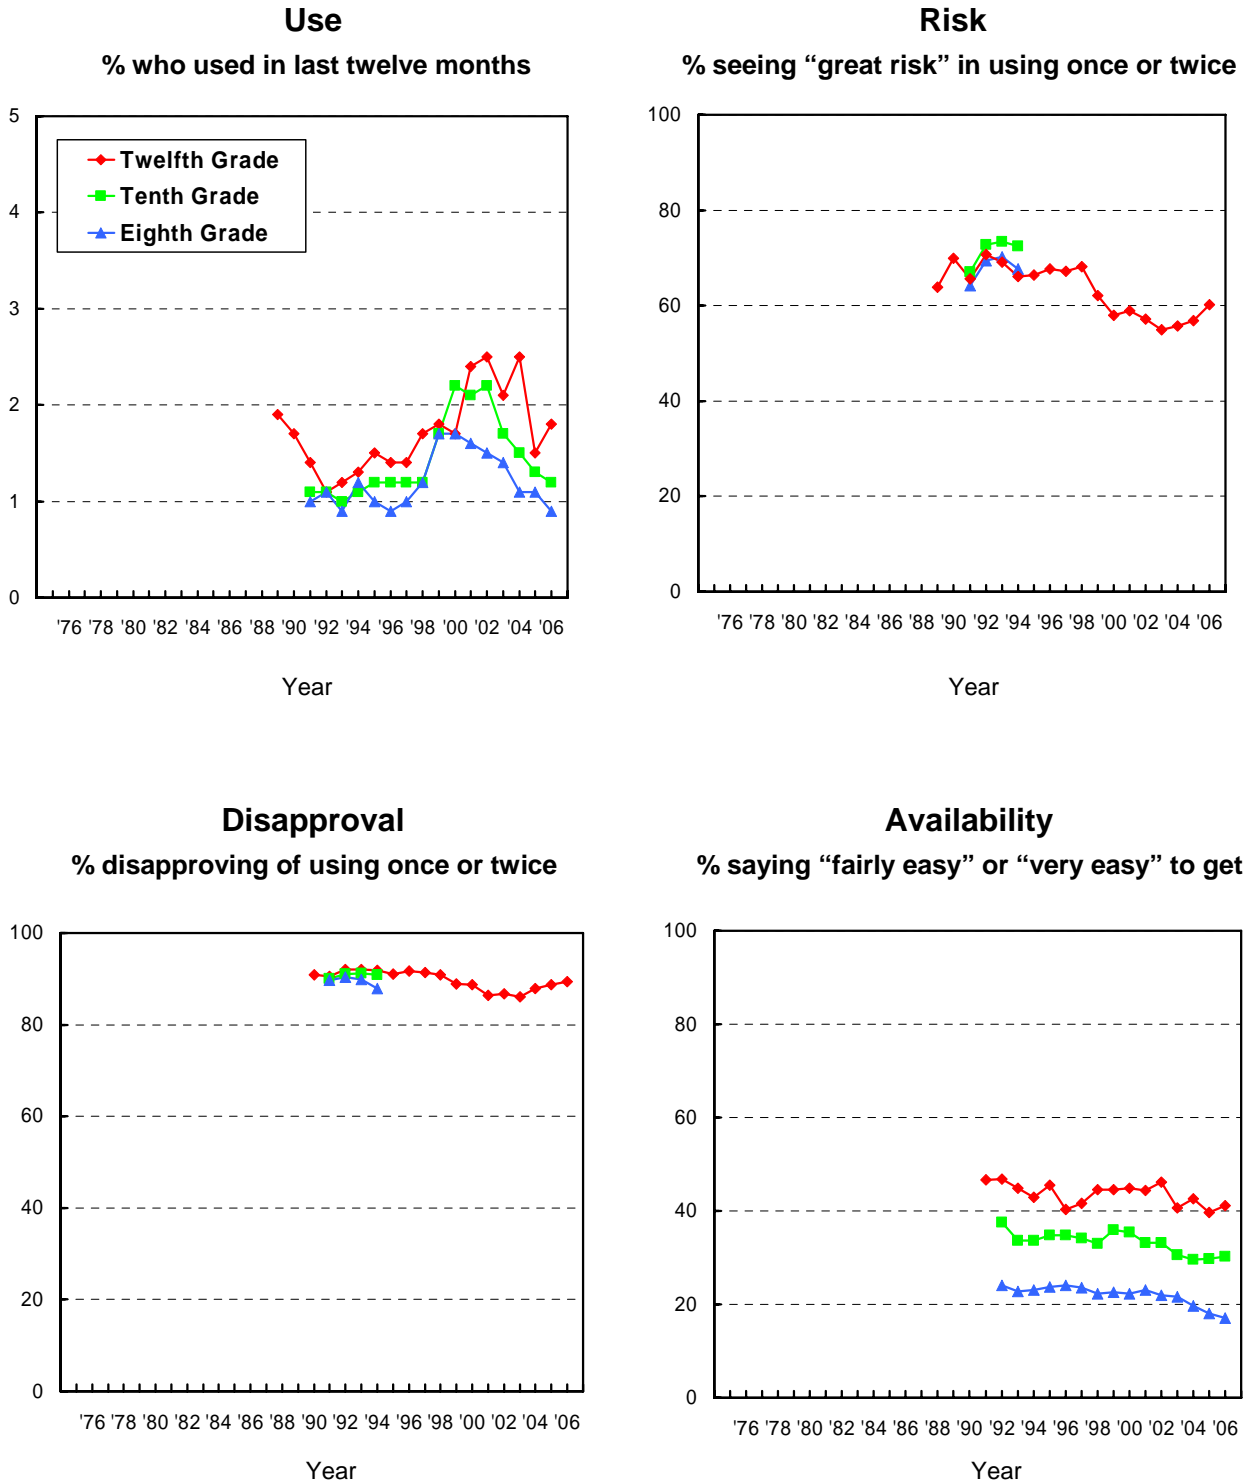 Use
% who used in last twelve months
5
4
3
2
1
0
Twelfth Grade
Tenth Grade
Eighth Grade
'76 '78 '80 '82 '84 '86 '88 '90 '92 '94 '96 '98 '00 '02 '04 '06
Year
Risk
% seeing “great risk” in using once or twice
100
80
60
40
20
0
'76 '78 '80 '82 '84 '86 '88 '90 '92 '94 '96 '98 '00 '02 '04 '06
Year
Disapproval
% disapproving of using once or twice
100
80
60
40
20
0
'76 '78 '80 '82 '84 '86 '88 '90 '92 '94 '96 '98 '00 '02 '04 '06
Year
Availability
% saying “fairly easy” or “very easy” to get
100
80
60
40
20
0
'76 '78 '80 '82 '84 '86 '88 '90 '92 '94 '96 '98 '00 '02 '04 '06
Year